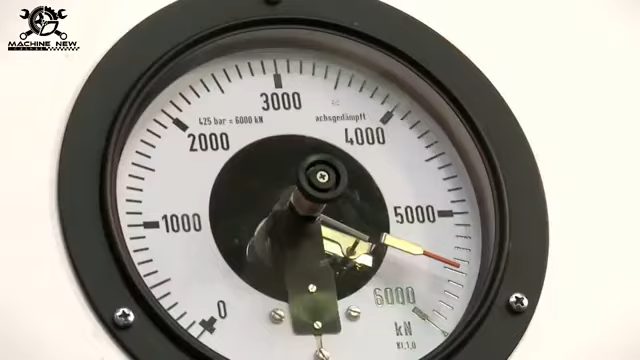 MACHINE NEW
3000
425 bar = 6000 kN
achsgedämpft
2000
4000
1000
5000
0
6000
kN
Kl.1,0